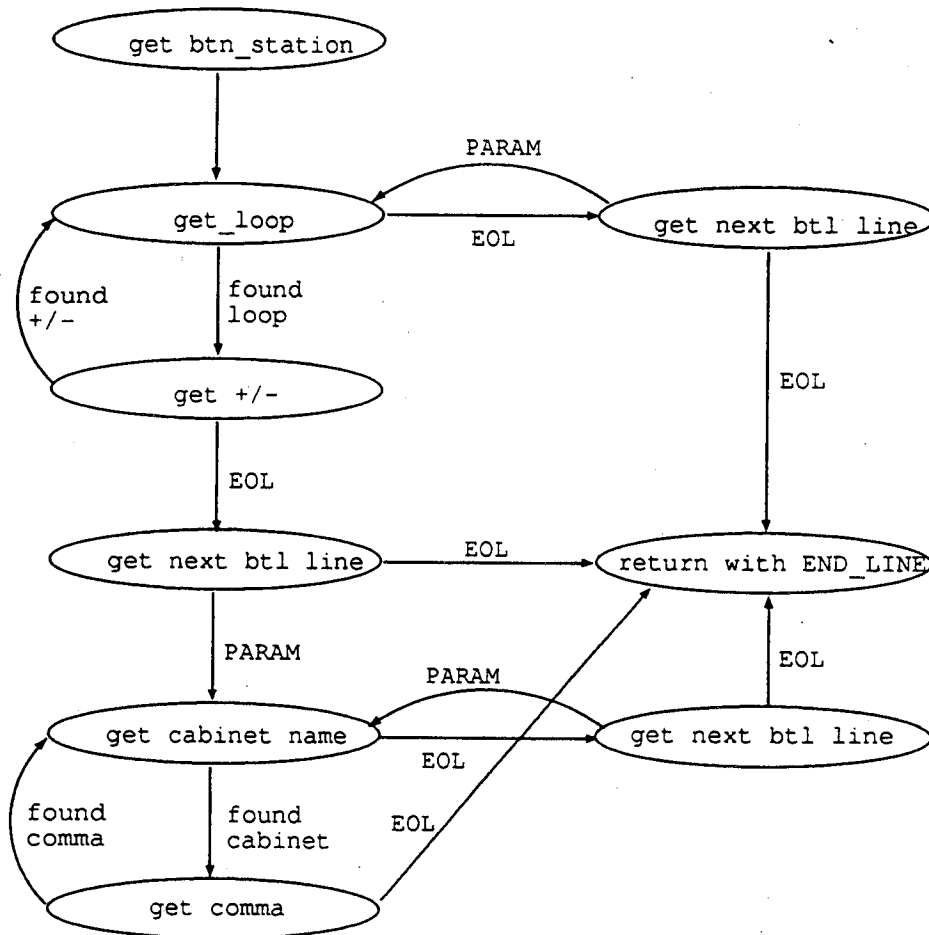 get btn_station
PARAM
get_loop
EOL
get next btl line
found
+/-
found
loop
get +/-
EOL
EOL
get next btl line
EOL
return with END_LINE
PARAM
PARAM
EOL
get cabinet name
EOL
get next btl line
found
comma
found
cabinet
EOL
get comma